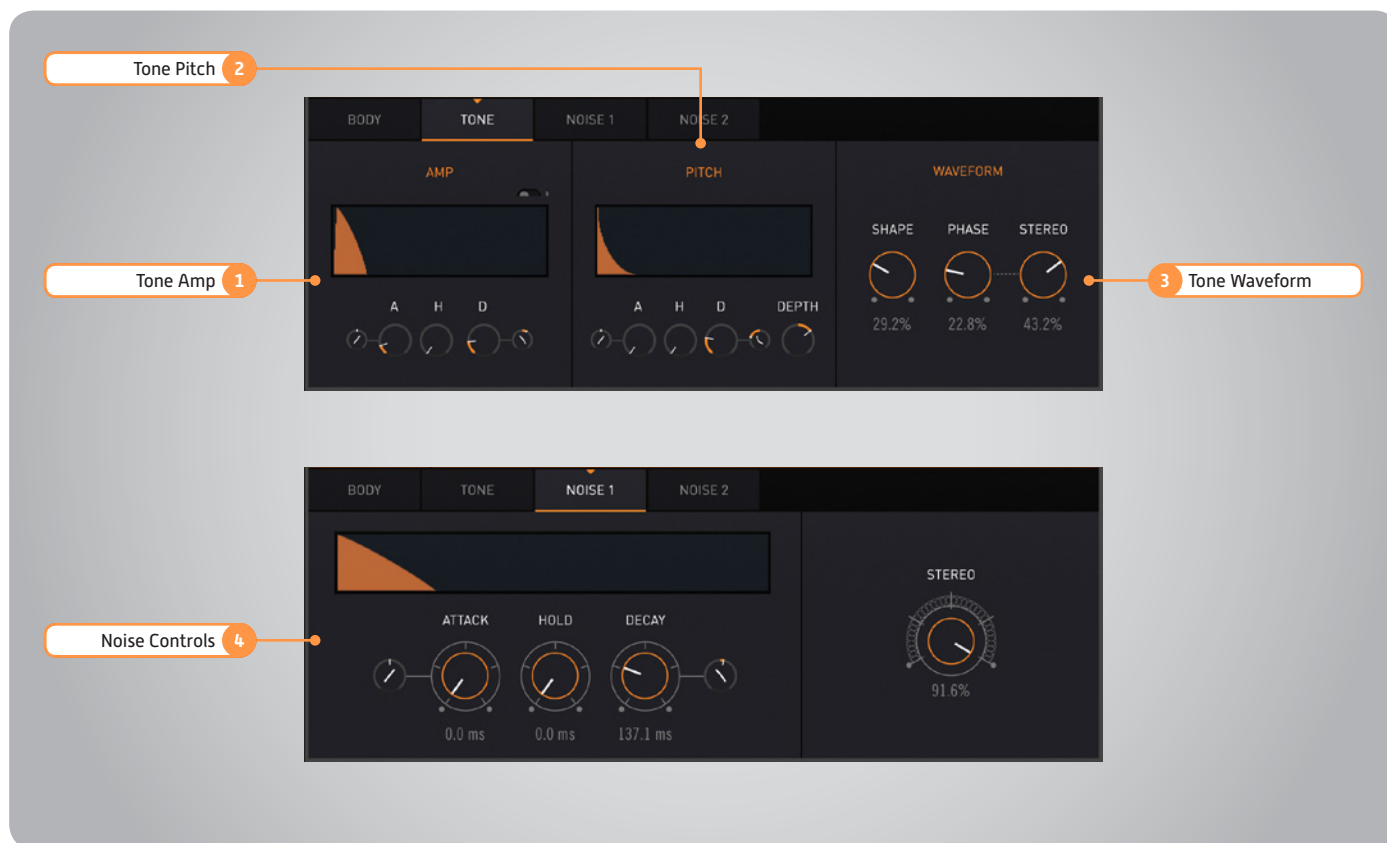 Tone Pitch 2
BODY TONE NOISE 1 NOISE 2
AMP PITCH WAVEFORM
SHAPE PHASE STEREO
Tone Amp 1
3 Tone Waveform
A H D A H D DEPTH
29.2% 22.8% 43.2%
BODY TONE NOISE 1 NOISE 2
STEREO
ATTACK HOLD DECAY
Noise Controls 4
91.6%
0.0 ms 0.0 ms 137.1 ms